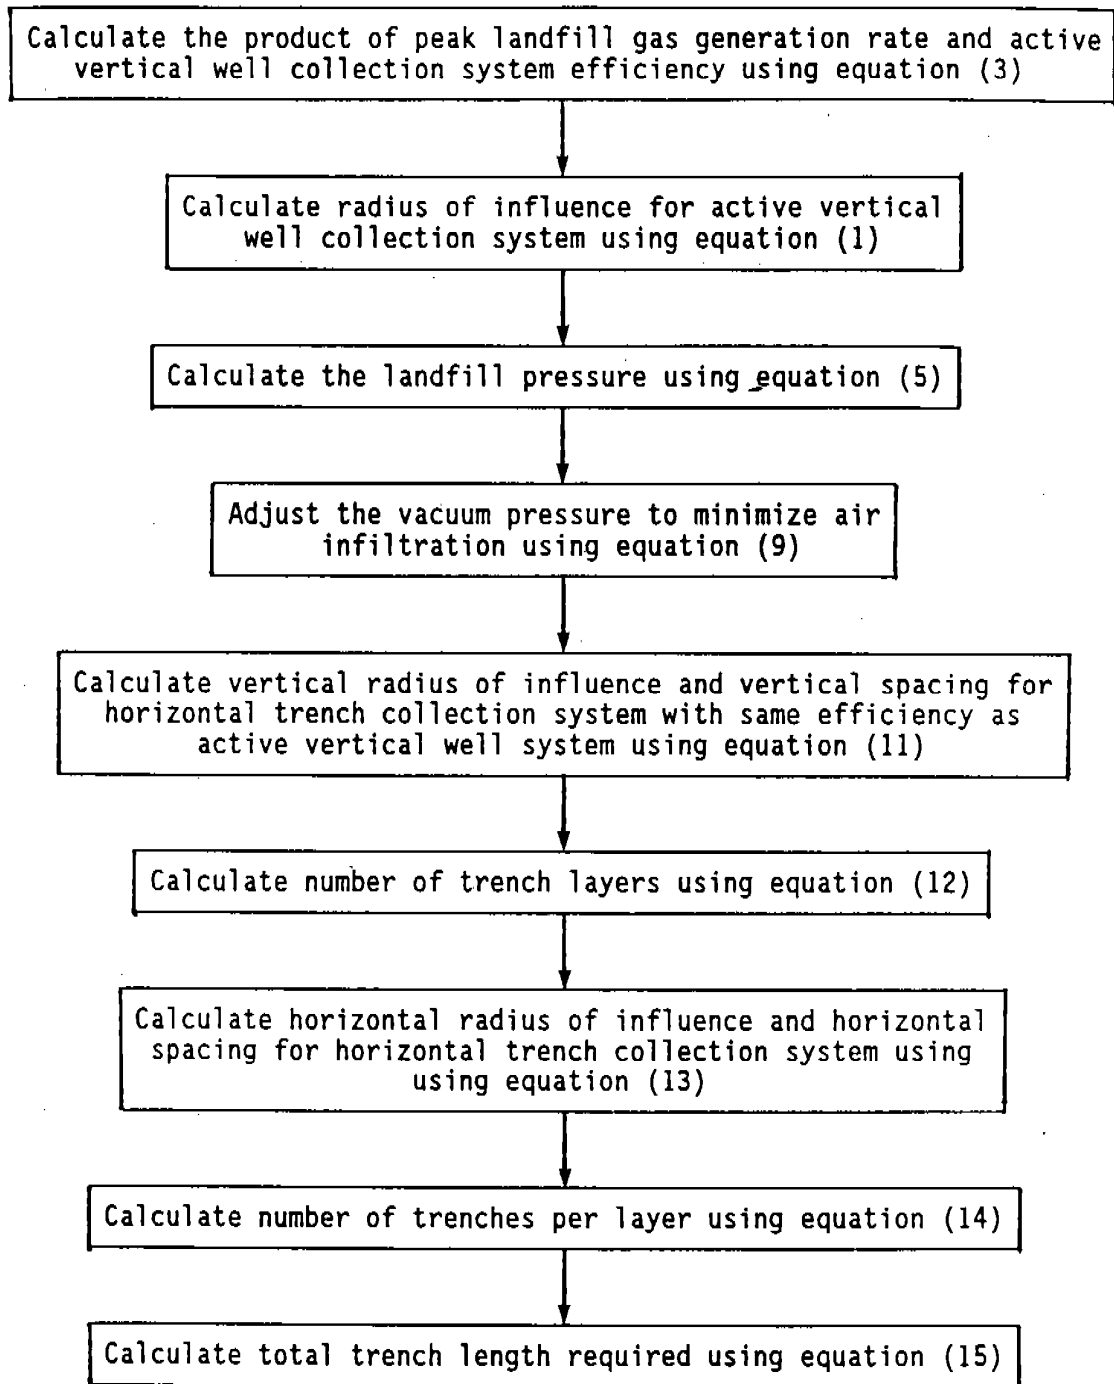 Calculate the product of peak landfill gas generation rate and active
vertical well collection system efficiency using equation (3)
Calculate radius of influence for active vertical
well collection system using equation (1)
Calculate the landfill pressure using equation (5)
Adjust the vacuum pressure to minimize air
infiltration using equation (9)
Calculate vertical radius of influence and vertical spacing for
horizontal trench collection system with same efficiency as
active vertical well system using equation (11)
Calculate number of trench layers using equation (12)
Calculate horizontal radius of influence and horizontal
spacing for horizontal trench collection system using
using equation (13)
Calculate number of trenches per layer using equation (14)
Calculate total trench length required using equation (15)